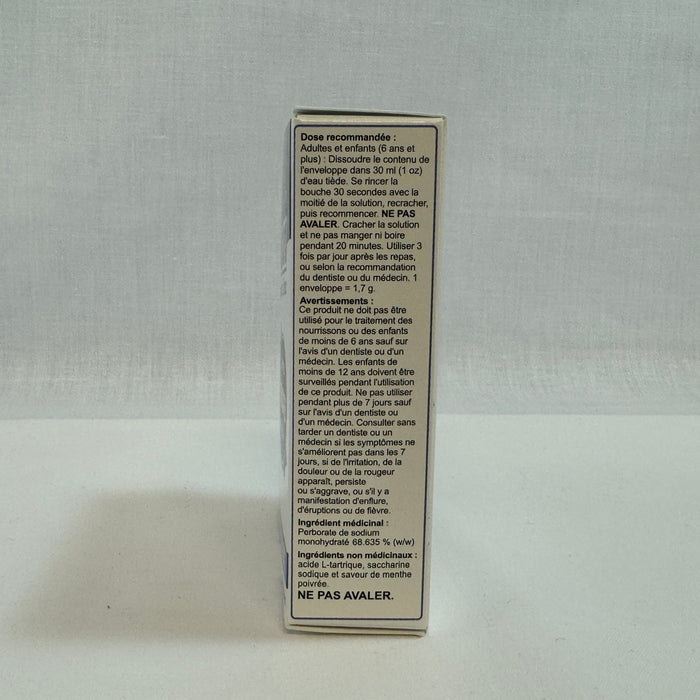 Dose recommandée :
Adultes et enfants (6 ans et
plus) : Dissoudre le contenu de
l'enveloppe dans 30 ml (1 oz)
d'eau tiède. Se rincer la
bouche 30 secondes avec la
moitié de la solution, recracher,
puis recommencer. NE PAS
AVALER. Cracher la solution
et ne pas manger ni boire
pendant 20 minutes. Utiliser 3
fois par jour après les repas,
ou selon la recommandation
du dentiste ou du médecin. 1
enveloppe = 1,7 g.
Avertissements :
Ce produit ne doit pas être
utilisé pour le traitement des
nourrissons ou des enfants
de moins de 6 ans sauf sur
l'avis d'un dentiste ou d'un
médecin. Les enfants de
moins de 12 ans doivent être
surveillés pendant l'utilisation
de ce produit. Ne pas utiliser
pendant plus de 7 jours sauf
sur l'avis d'un dentiste ou
d'un médecin. Consulter sans
tarder un dentiste ou un
médecin si les symptômes ne
s'améliorent pas dans les 7
jours, si de l'irritation, de la
douleur ou de la rougeur
apparaît, persiste
ou s'aggrave, ou s'il y a
manifestation d'enflure,
d'éruptions ou de fièvre.
Ingrédient médicinal :
Perborate de sodium
monohydraté 68.635 % (w/w)
Ingrédients non médicinaux :
acide L-tartrique, saccharine
sodique et saveur de menthe
poivrée.
NE PAS AVALER.